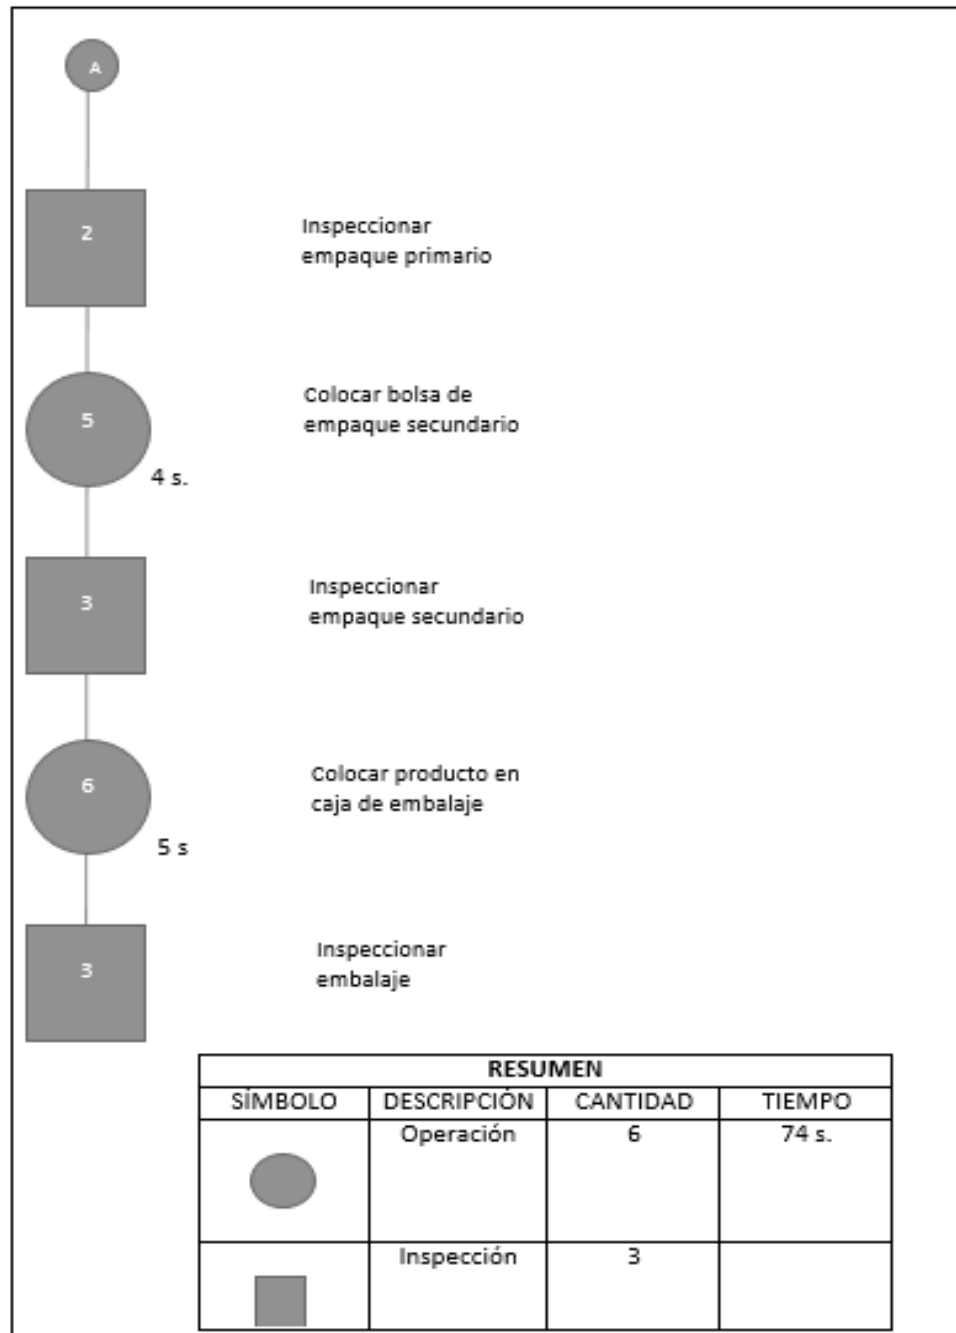 A
2
Inspeccionar
empaque primario
5
Colocar bolsa de
empaque secundario
4 s.
3
Inspeccionar
empaque secundario
6
Colocar producto en
caja de embalaje
5 s
3
Inspeccionar
embalaje
RESUMEN
SÍMBOLO DESCRIPCIÓN CANTIDAD TIEMPO
Operación 6 74 s.
Inspección 3